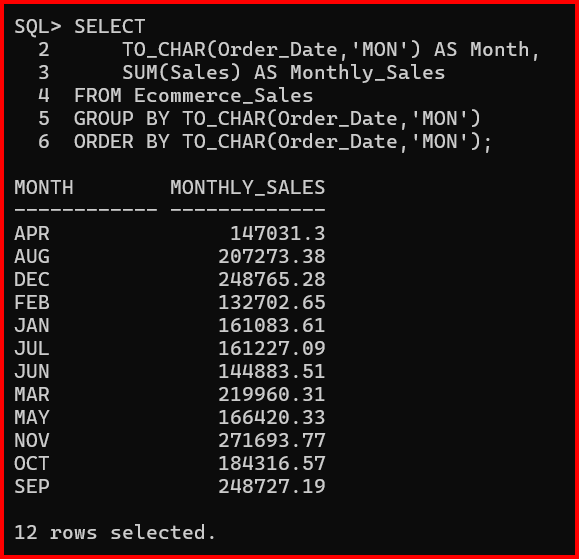 SQL> SELECT
  2      TO_CHAR(Order_Date,'MON') AS Month,
  3      SUM(Sales) AS Monthly_Sales
  4  FROM Ecommerce_Sales
  5  GROUP BY TO_CHAR(Order_Date,'MON')
  6  ORDER BY TO_CHAR(Order_Date,'MON');

MONTH        MONTHLY_SALES
------------ -------------
APR               147031.3
AUG              207273.38
DEC              248765.28
FEB              132702.65
JAN              161083.61
JUL              161227.09
JUN              144883.51
MAR              219960.31
MAY              166420.33
NOV              271693.77
OCT              184316.57
SEP              248727.19

12 rows selected.